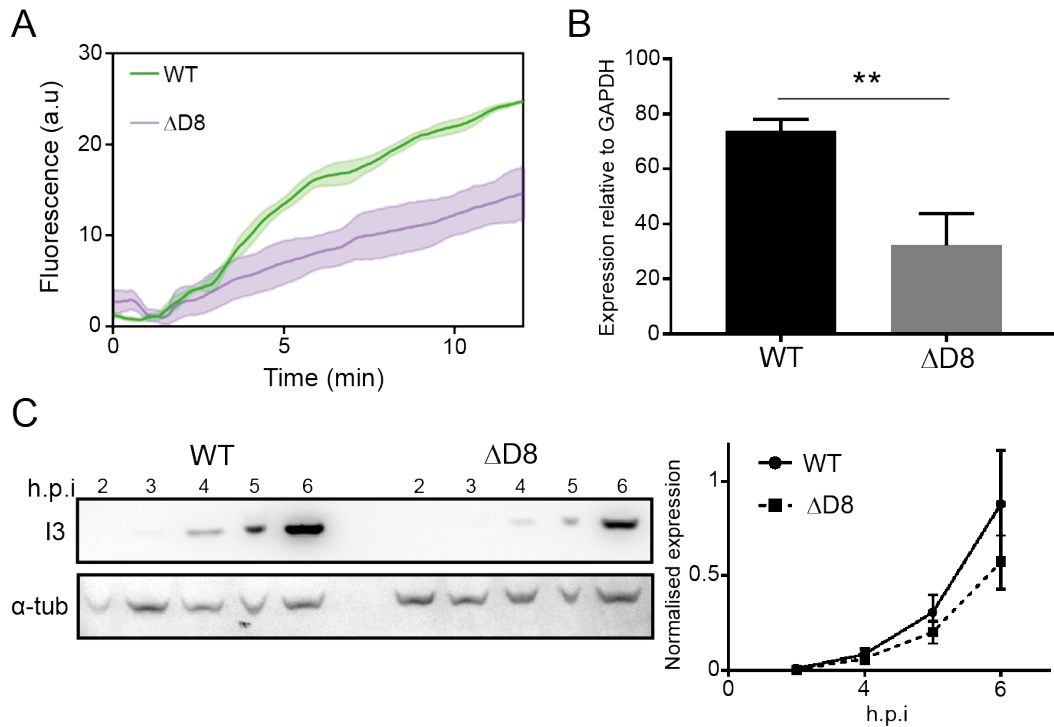 A
30
20
10
0
Fluorescence (a.u)
WT
ΔD8
0 5 10
Time (min)
B
100
80
60
40
20
0
Expression relative to GAPDH
**
WT ΔD8
C
WT ΔD8
h.p.i 2 3 4 5 6 2 3 4 5 6
I3
α-tub
Normalised expression
1
0.5
0
WT
ΔD8
0 4 6
h.p.i